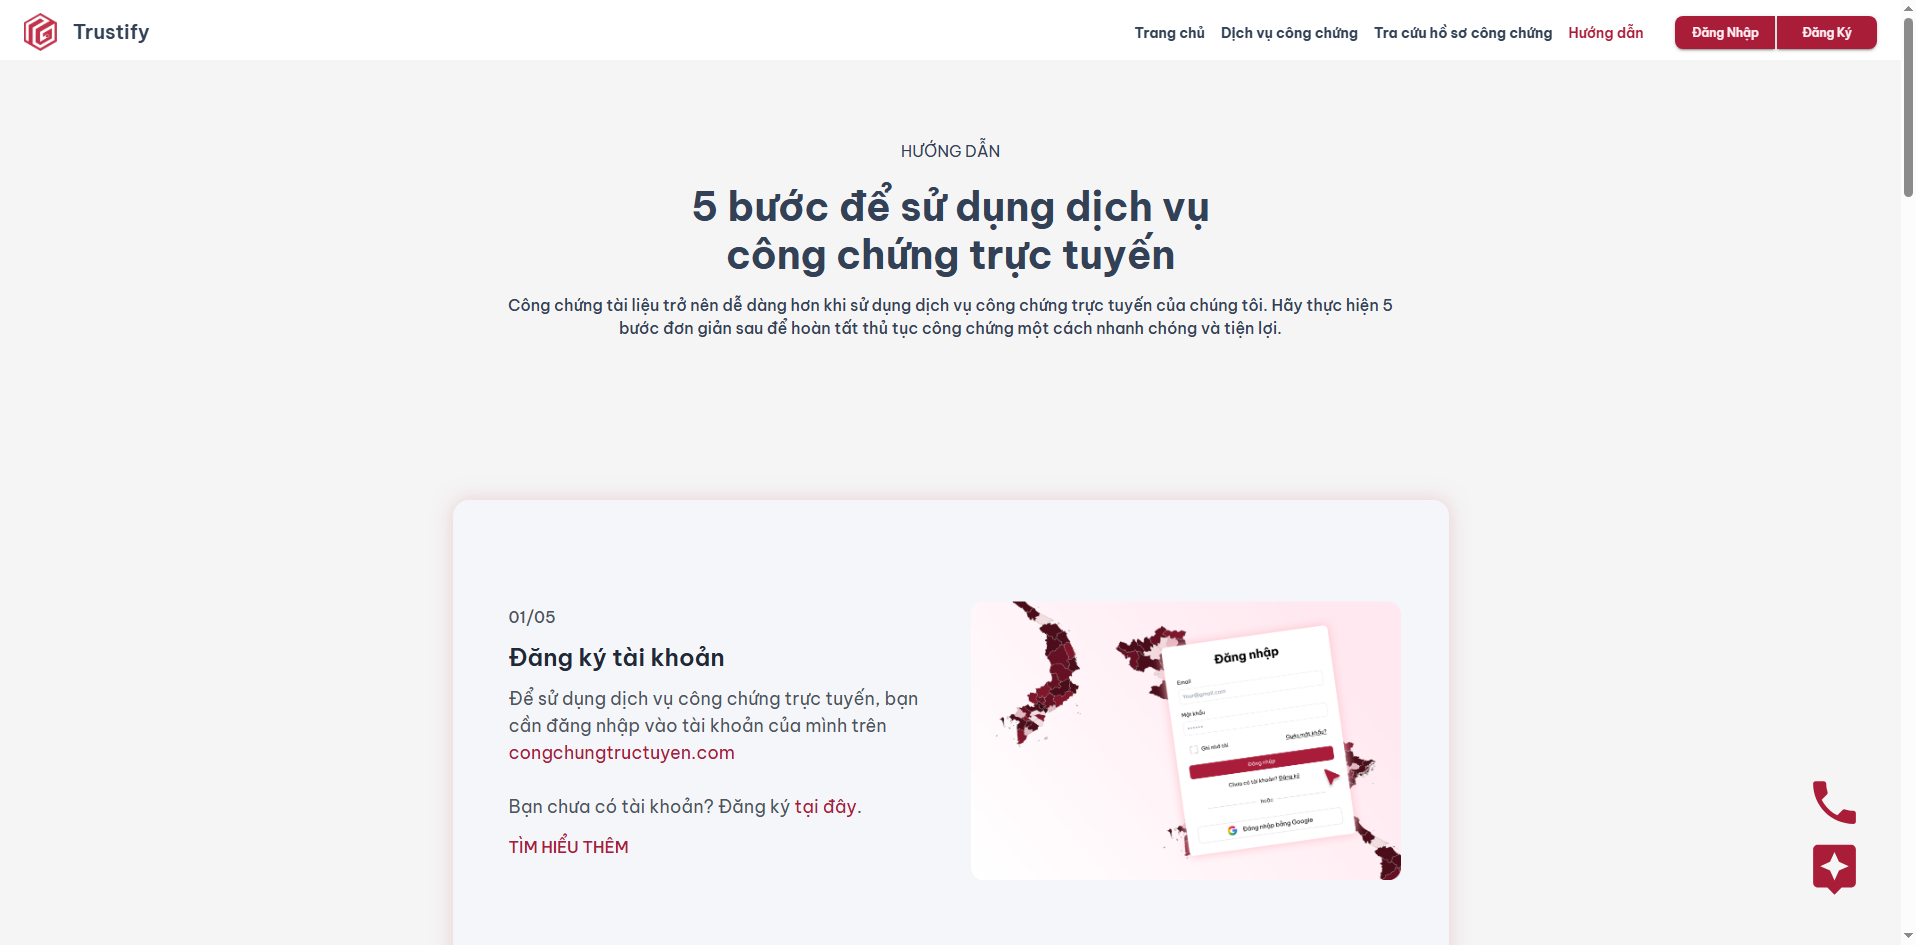 Trustify
Trang chủ
Dịch vụ công chứng
Tra cứu hồ sơ công chứng
Hướng dẫn
Đăng Nhập
Đăng Ký
HƯỚNG DẪN
5 bước để sử dụng dịch vụ
công chứng trực tuyến
Công chứng tài liệu trở nên dễ dàng hơn khi sử dụng dịch vụ công chứng trực tuyến của chúng tôi. Hãy thực hiện 5
bước đơn giản sau để hoàn tất thủ tục công chứng một cách nhanh chóng và tiện lợi.
01/05
Đăng ký tài khoản
Để sử dụng dịch vụ công chứng trực tuyến, bạn
cần đăng nhập vào tài khoản của mình trên
congchungtructuyen.com
Bạn chưa có tài khoản? Đăng ký tại đây.
TÌM HIỂU THÊM
Đăng nhập
Email
Your@gmail.com
Mật khẩu
Ghi nhớ tôi
Quên mật khẩu?
Đăng nhập
Chưa có tài khoản? Đăng ký
hoặc
Đăng nhập bằng Google